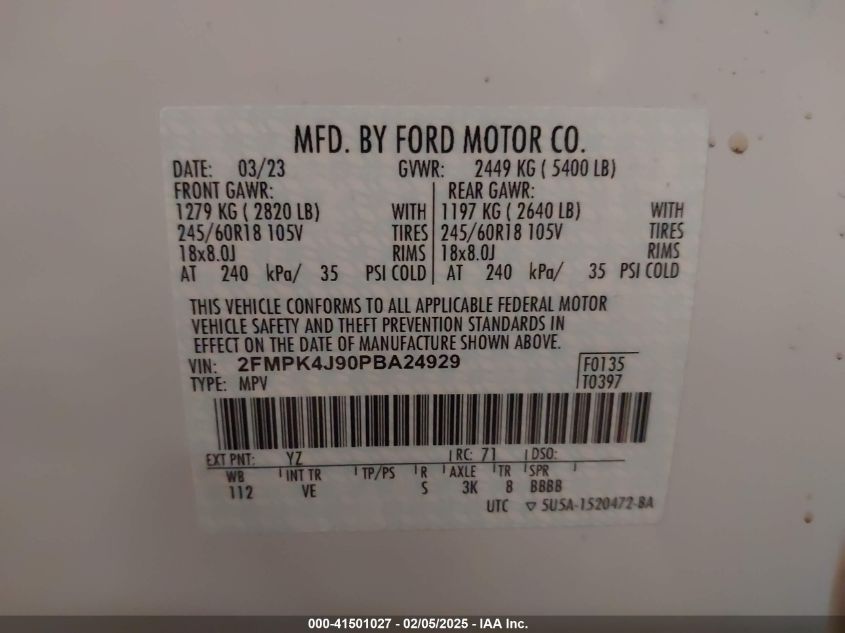 MFD. BY FORD MOTOR CO.
DATE: 03/23 GVWR: 2449 KG ( 5400 LB)
FRONT GAWR: REAR GAWR:
1279 KG ( 2820 LB) WITH 1197 KG ( 2640 LB) WITH
245/60R18 105V TIRES 245/60R18 105V TIRES
18x8.0J RIMS 18x8.0J RIMS
AT 240 kPa/ 35 PSI COLD AT 240 kPa/ 35 PSI COLD
THIS VEHICLE CONFORMS TO ALL APPLICABLE FEDERAL MOTOR
VEHICLE SAFETY AND THEFT PREVENTION STANDARDS IN
EFFECT ON THE DATE OF MANUFACTURE SHOWN ABOVE.
VIN: 2FMPK4J90PBA24929 F0135
TYPE: MPV T0397
EXT PNT: YZ RC: 71 DSO:
WB INT TR TP/PS R AXLE TR SPR
112 VE S 3K 8 BBBB
UTC ▽ 5U5A-1520472-BA
000-41501027 - 02/05/2025 - IAA Inc.